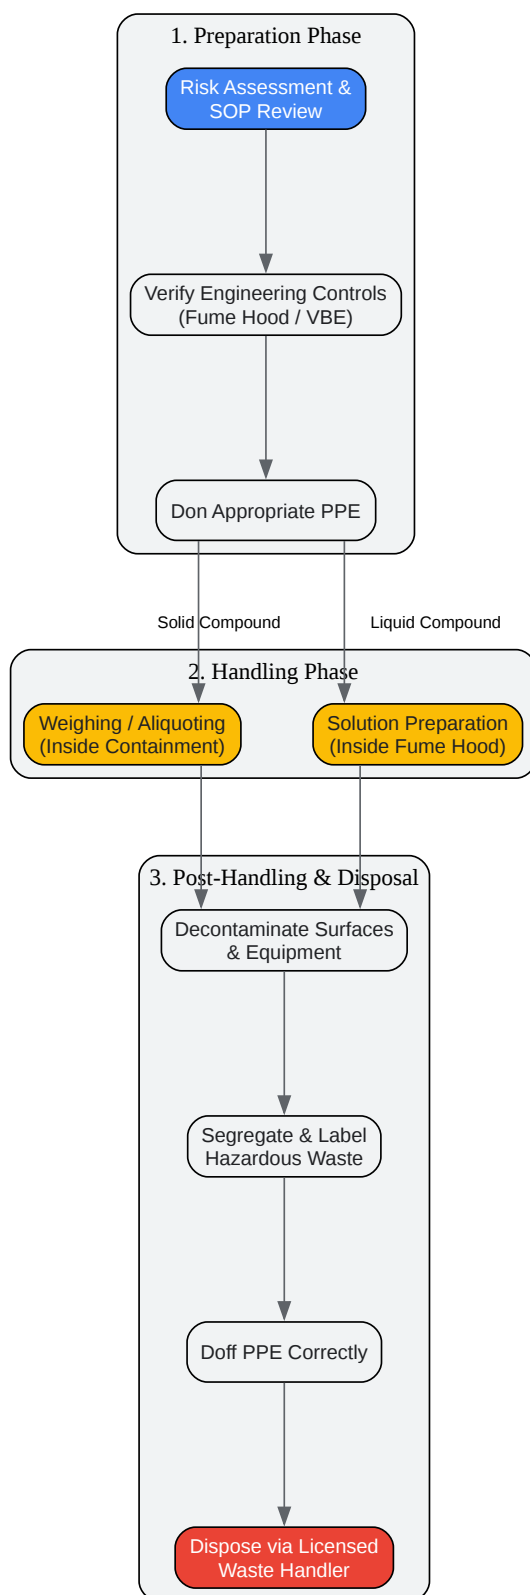 1. Preparation Phase
Risk Assessment &
SOP Review
Verify Engineering Controls
(Fume Hood / VBE)
Don Appropriate PPE
Solid Compound
Liquid Compound
2. Handling Phase
Weighing / Aliquoting
(Inside Containment)
Solution Preparation
(Inside Fume Hood)
3. Post-Handling & Disposal
Decontaminate Surfaces
& Equipment
Segregate & Label
Hazardous Waste
Doff PPE Correctly
Dispose via Licensed
Waste Handler